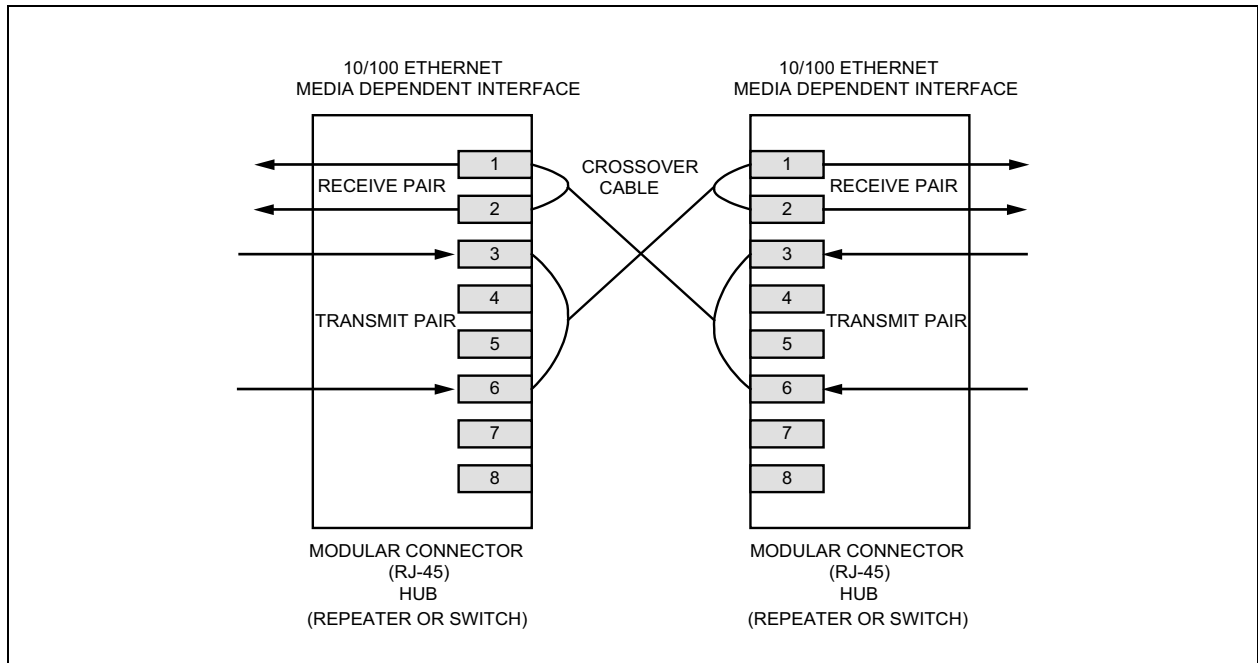 10/100 ETHERNET
MEDIA DEPENDENT INTERFACE
10/100 ETHERNET
MEDIA DEPENDENT INTERFACE
1
RECEIVE PAIR
2
3
4
TRANSMIT PAIR
5
6
7
8
CROSSOVER
CABLE
1
RECEIVE PAIR
2
3
4
TRANSMIT PAIR
5
6
7
8
MODULAR CONNECTOR
(RJ-45)
HUB
(REPEATER OR SWITCH)
MODULAR CONNECTOR
(RJ-45)
HUB
(REPEATER OR SWITCH)